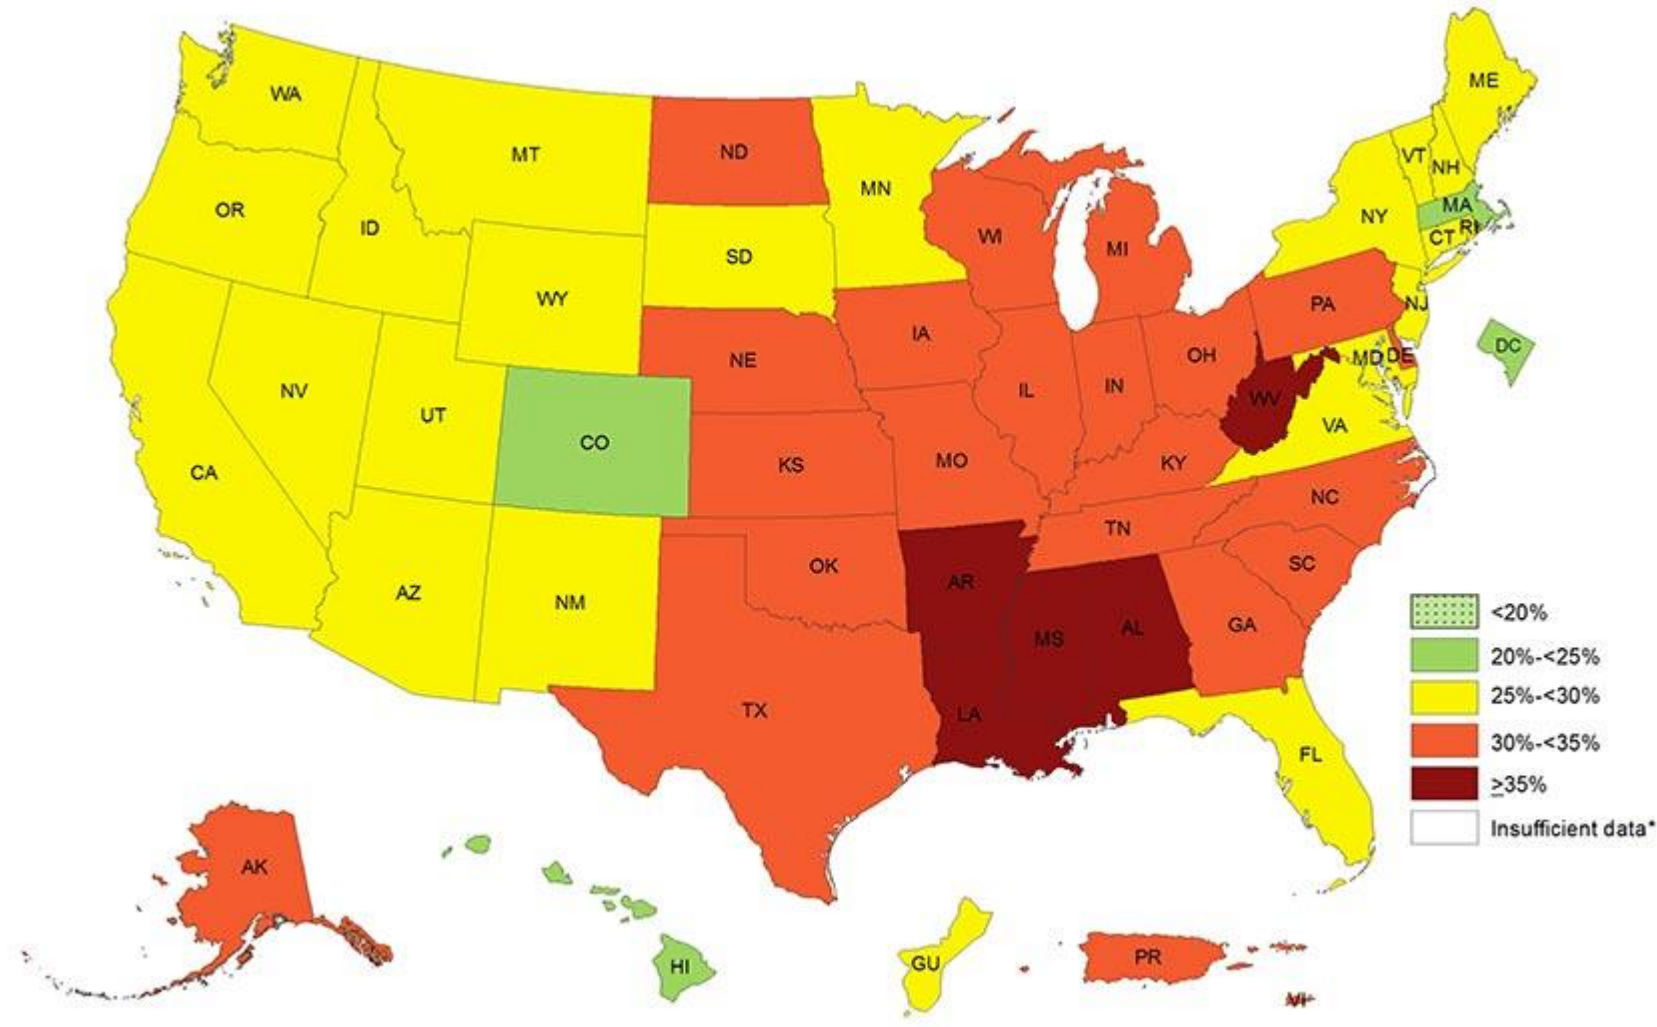 ME
WA
MT
ND
VT
NH
MN
MA
OR
NY
ID
RI
WI
CT
MI
SD
WY
PA
NJ
IA
DC
OH
MD
DE
NE
IN
IL
NV
WV
UT
VA
CO
MO
KY
KS
CA
NC
TN
SC
OK
AR
AZ
NM
<20%
GA
AL
MS
20%-<25%
25%-<30%
TX
LA
30%-<35%
FL
≥35%
Insufficient data*
AK
PR
GU
HI
VI